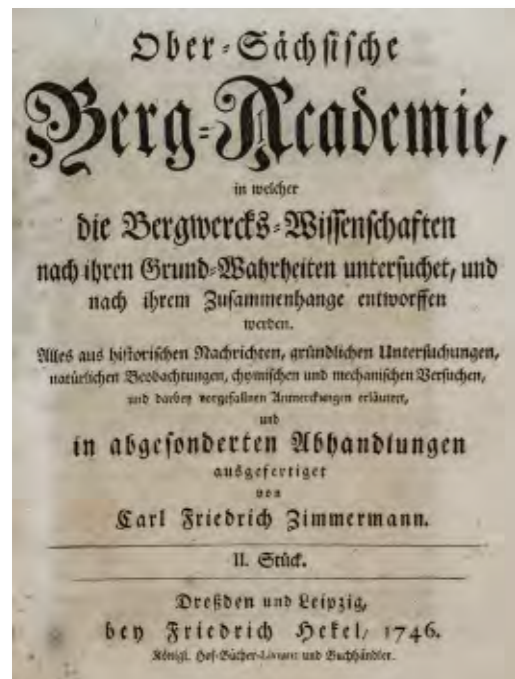 Ober-Sächsische
Berg-Academie,
in welcher
die Bergwercks-Wissenschaften
nach ihren Grund-Wahrheiten untersuchet, und
nach ihrem Zusammenhange entworffen
werden.
Alles aus historischen Nachrichten, gründlichen Untersuchungen,
natürlichen Beobachtungen, chymischen und mechanischen Versuchen,
und darbey vorgefallnen Anmerckungen erläutert,
und
in abgesonderten Abhandlungen
ausgefertiget
von
Carl Friedrich Zimmermann.
II. Stück.
Dreßden und Leipzig,
bey Friedrich Hekel, 1746.
Königl. Hof-Bücher- und Buchhändler.